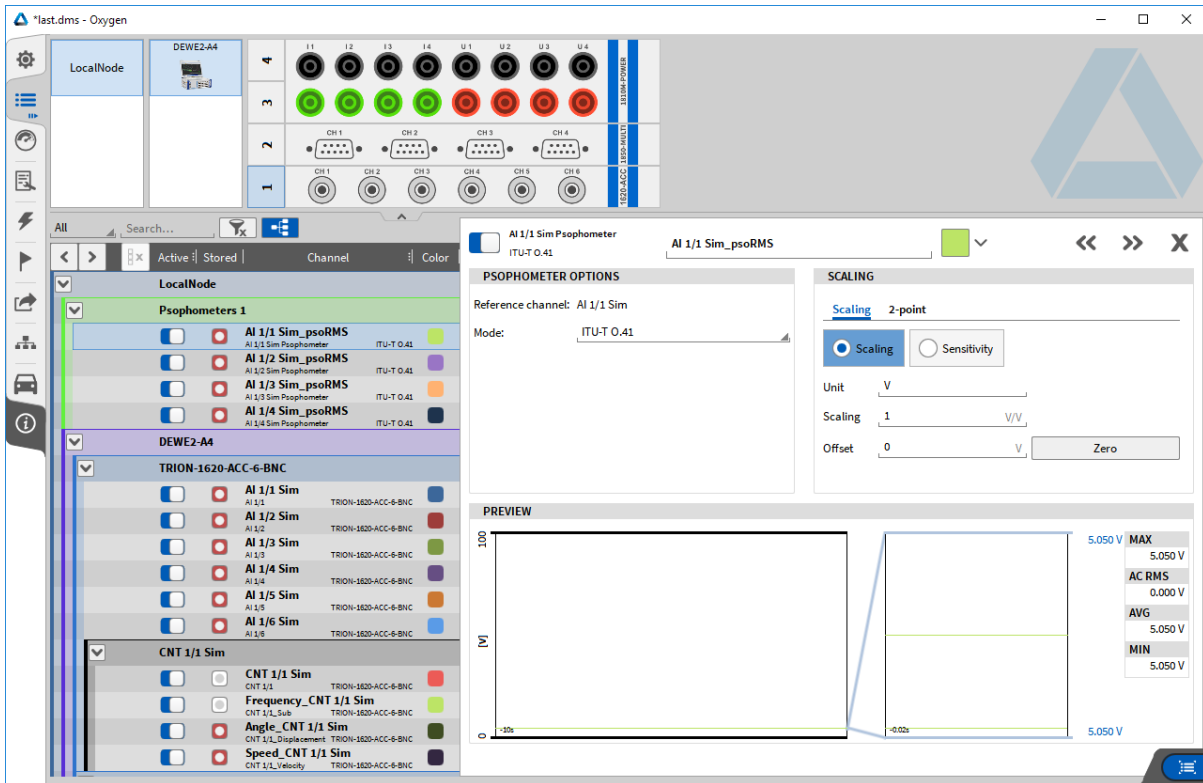 *last.dms - Oxygen
LocalNode
DEWE2-A4
4
I 1 I 2 I 3 I 4 U 1 U 2 U 3 U 4
3
1810M-POWER
2
CH 1 CH 2 CH 3 CH 4
1850-MULTI
1
CH 1 CH 2 CH 3 CH 4 CH 5 CH 6
1620-ACC
All Search...
Active Stored Channel Color
LocalNode
Psophometers 1
AI 1/1 Sim_psoRMS
AI 1/1 Sim Psophometer ITU-T O.41
AI 1/2 Sim_psoRMS
AI 1/2 Sim Psophometer ITU-T O.41
AI 1/3 Sim_psoRMS
AI 1/3 Sim Psophometer ITU-T O.41
AI 1/4 Sim_psoRMS
AI 1/4 Sim Psophometer ITU-T O.41
DEWE2-A4
TRION-1620-ACC-6-BNC
AI 1/1 Sim
AI 1/1 TRION-1620-ACC-6-BNC
AI 1/2 Sim
AI 1/2 TRION-1620-ACC-6-BNC
AI 1/3 Sim
AI 1/3 TRION-1620-ACC-6-BNC
AI 1/4 Sim
AI 1/4 TRION-1620-ACC-6-BNC
AI 1/5 Sim
AI 1/5 TRION-1620-ACC-6-BNC
AI 1/6 Sim
AI 1/6 TRION-1620-ACC-6-BNC
CNT 1/1 Sim
CNT 1/1 Sim
CNT 1/1 TRION-1620-ACC-6-BNC
Frequency_CNT 1/1 Sim
CNT 1/1_Sub TRION-1620-ACC-6-BNC
Angle_CNT 1/1 Sim
CNT 1/1_Displacement TRION-1620-ACC-6-BNC
Speed_CNT 1/1 Sim
CNT 1/1_Velocity TRION-1620-ACC-6-BNC
AI 1/1 Sim Psophometer
ITU-T O.41
AI 1/1 Sim_psoRMS
X
PSOPHOMETER OPTIONS
Reference channel: AI 1/1 Sim
Mode: ITU-T O.41
SCALING
Scaling 2-point
Scaling Sensitivity
Unit V
Scaling 1 V/V
Offset 0 V Zero
PREVIEW
100
[V]
0
-10s
-0.02s
5.050 V
5.050 V
MAX
5.050 V
AC RMS
0.000 V
AVG
5.050 V
MIN
5.050 V